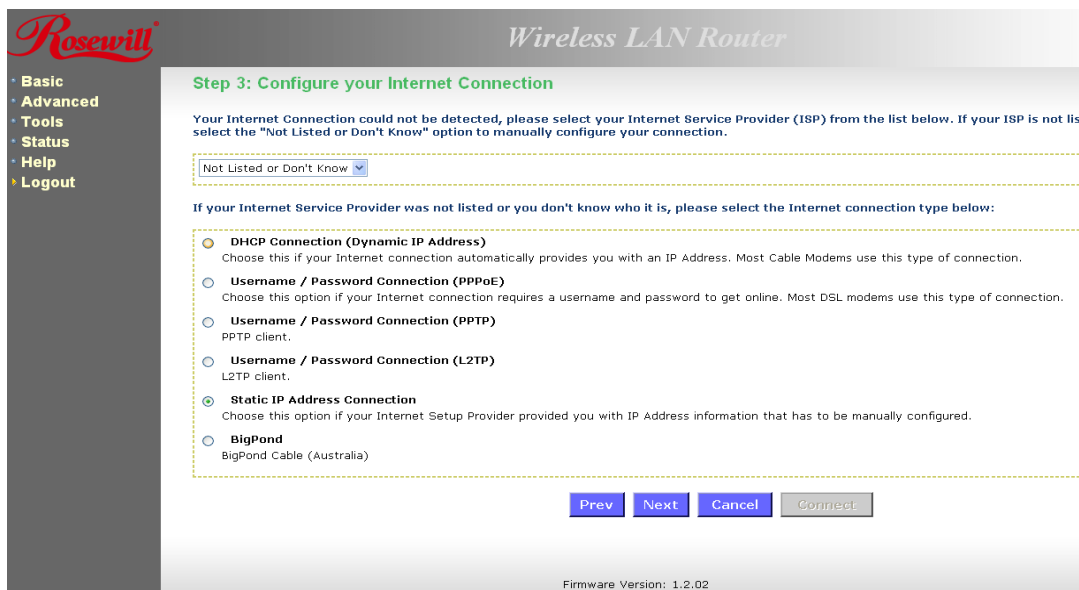 Rosewill
Wireless LAN Router
Basic
Advanced
Tools
Status
Help
Logout
Step 3: Configure your Internet Connection
Your Internet Connection could not be detected, please select your Internet Service Provider (ISP) from the list below. If your ISP is not lis
select the "Not Listed or Don't Know" option to manually configure your connection.
Not Listed or Don't Know
If your Internet Service Provider was not listed or you don't know who it is, please select the Internet connection type below:
DHCP Connection (Dynamic IP Address)
Choose this if your Internet connection automatically provides you with an IP Address. Most Cable Modems use this type of connection.
Username / Password Connection (PPPoE)
Choose this option if your Internet connection requires a username and password to get online. Most DSL modems use this type of connection.
Username / Password Connection (PPTP)
PPTP client.
Username / Password Connection (L2TP)
L2TP client.
Static IP Address Connection
Choose this option if your Internet Setup Provider provided you with IP Address information that has to be manually configured.
BigPond
BigPond Cable (Australia)
Prev Next Cancel Connect
Firmware Version: 1.2.02